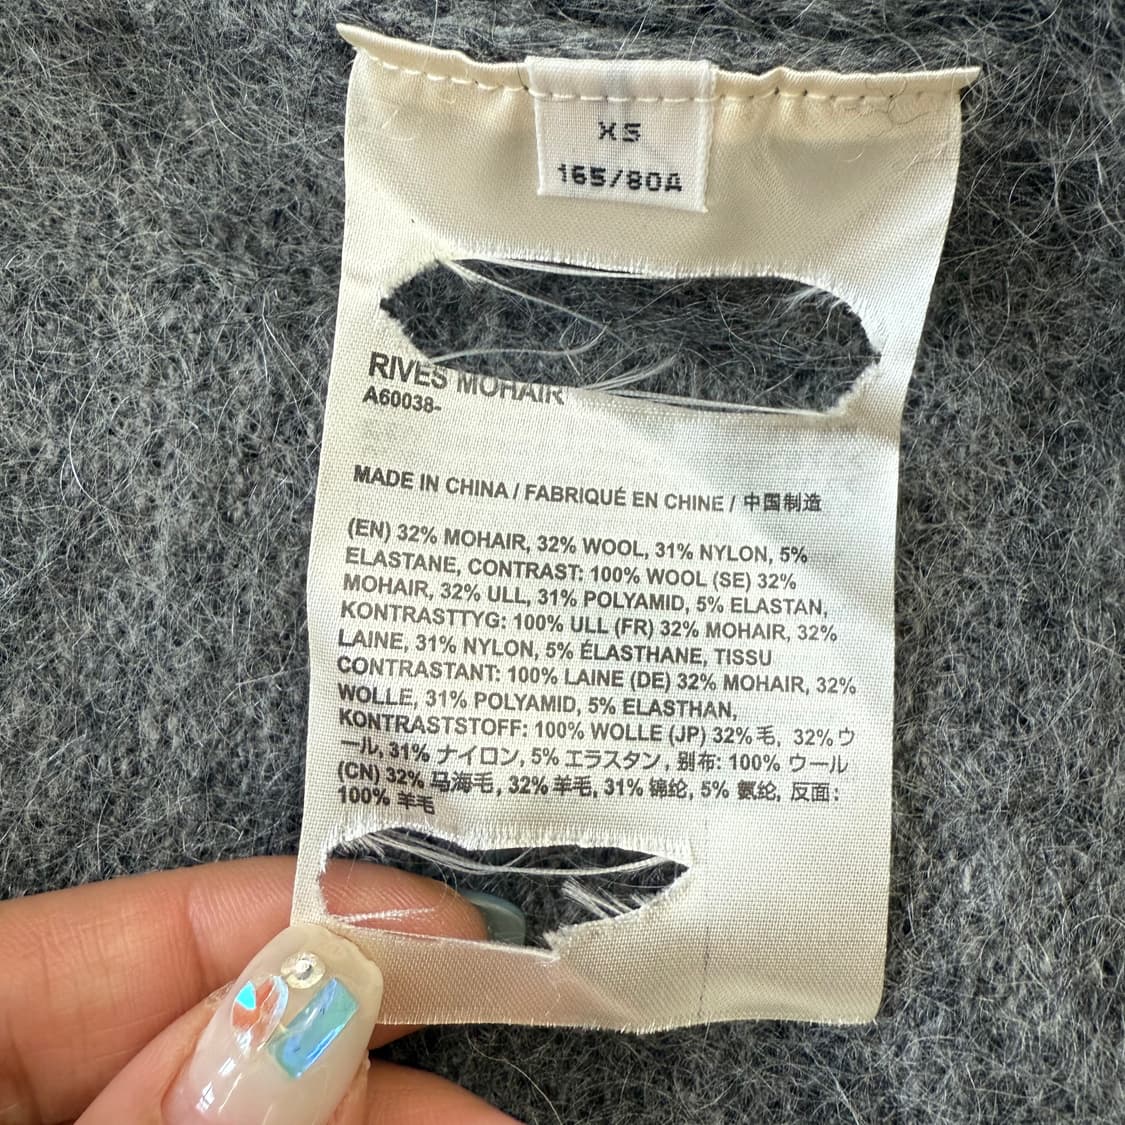 XS
165/80A
RIVES MOHAIR
A60038-
MADE IN CHINA / FABRIQUÉ EN CHINE / 中国制造
(EN) 32% MOHAIR, 32% WOOL, 31% NYLON, 5%
ELASTANE, CONTRAST: 100% WOOL (SE) 32%
MOHAIR, 32% ULL, 31% POLYAMID, 5% ELASTAN,
KONTRASTTYG: 100% ULL (FR) 32% MOHAIR, 32%
LAINE, 31% NYLON, 5% ÉLASTHANE, TISSU
CONTRASTANT: 100% LAINE (DE) 32% MOHAIR, 32%
WOLLE, 31% POLYAMID, 5% ELASTHAN,
KONTRASTSTOFF: 100% WOLLE (JP) 32% 毛, 32% ウ
ール, 31% ナイロン, 5% エラスタン, 別布: 100% ウール
(CN) 32% 马海毛, 32% 羊毛, 31% 锦纶, 5% 氨纶, 反面:
100% 羊毛